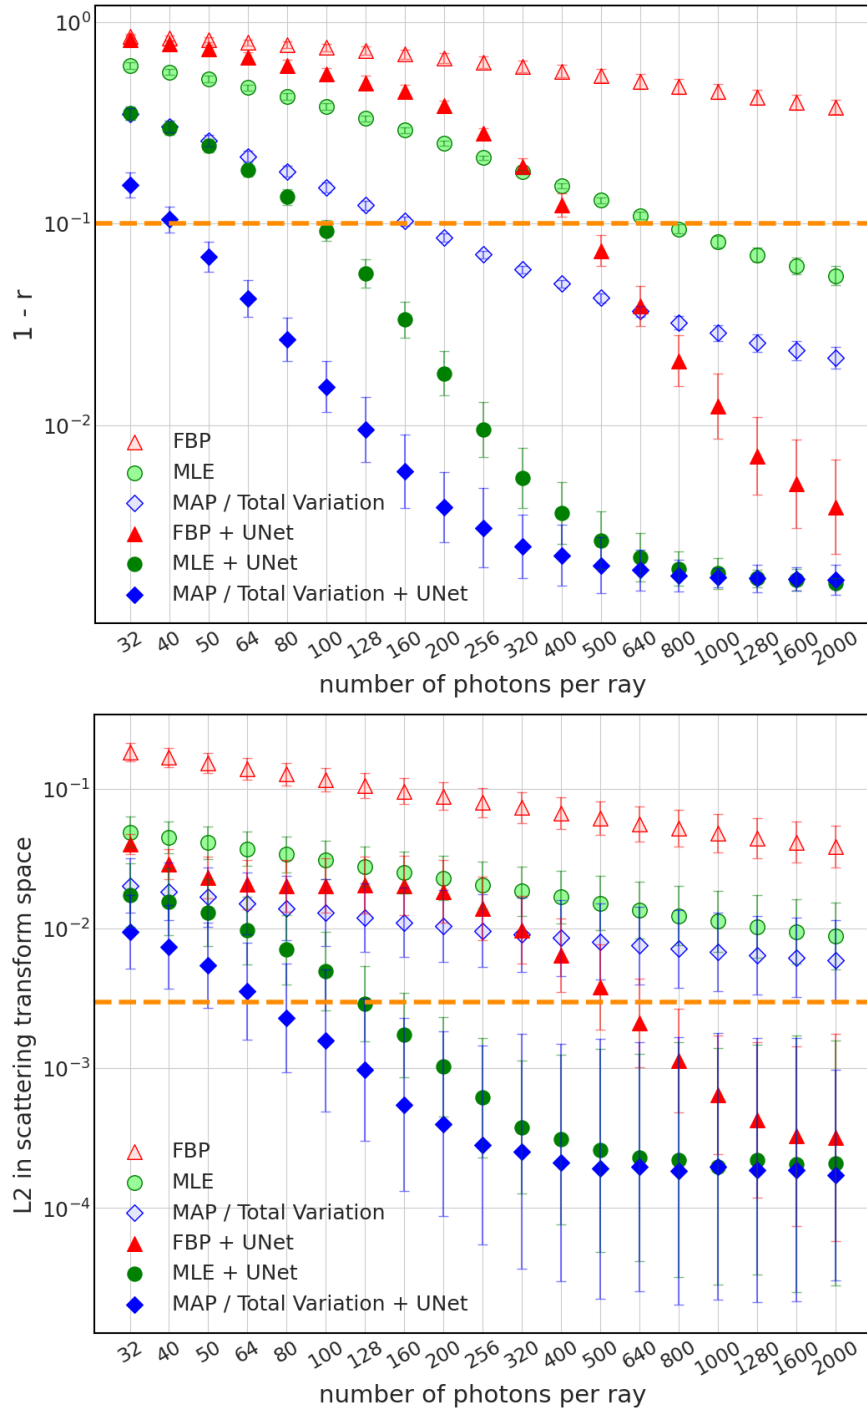 10⁰
10⁻¹
10⁻²
1 - r
FBP
MLE
MAP / Total Variation
FBP + UNet
MLE + UNet
MAP / Total Variation + UNet
32 40 50 64 80 100 128 160 200 256 320 400 500 640 800 1000 1280 1600 2000
number of photons per ray
10⁻¹
10⁻²
10⁻³
10⁻⁴
L2 in scattering transform space
FBP
MLE
MAP / Total Variation
FBP + UNet
MLE + UNet
MAP / Total Variation + UNet
32 40 50 64 80 100 128 160 200 256 320 400 500 640 800 1000 1280 1600 2000
number of photons per ray